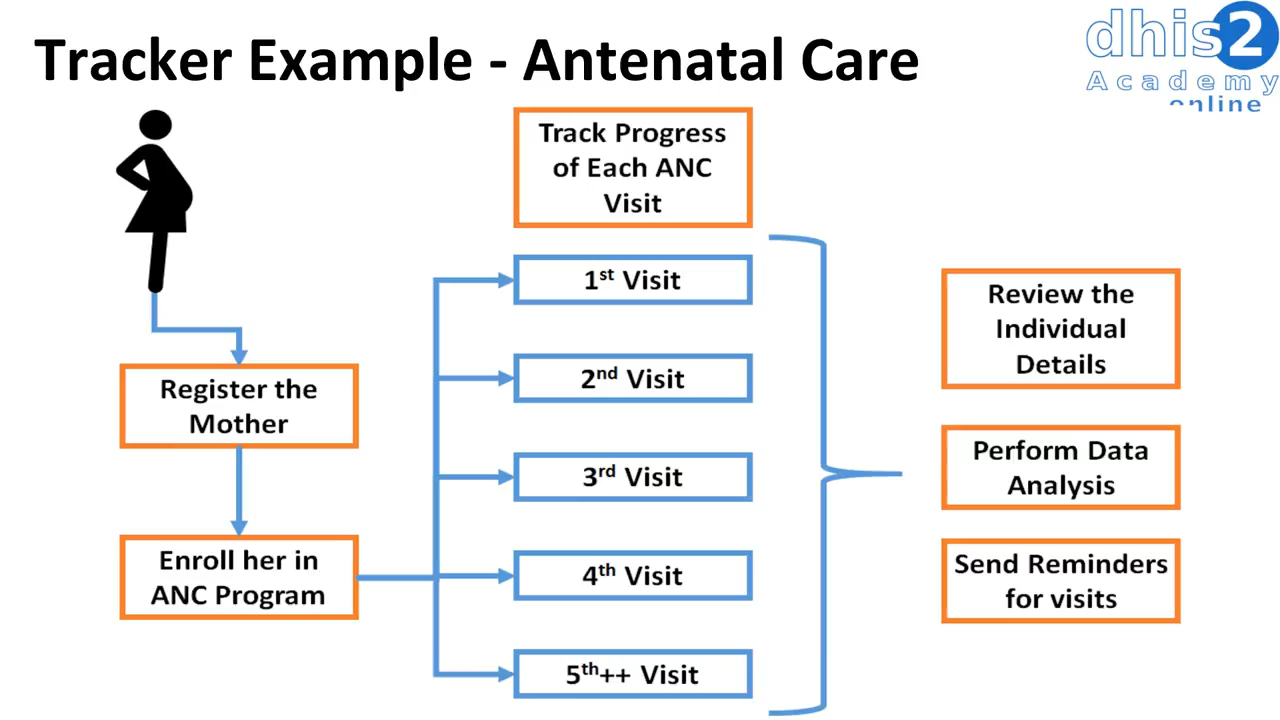 Tracker Example - Antenatal Care
dhis2
Academy
online
Track Progress
of Each ANC
Visit
1st Visit
2nd Visit
3rd Visit
4th Visit
5th++ Visit
Register the
Mother
Enroll her in
ANC Program
Review the
Individual
Details
Perform Data
Analysis
Send Reminders
for visits